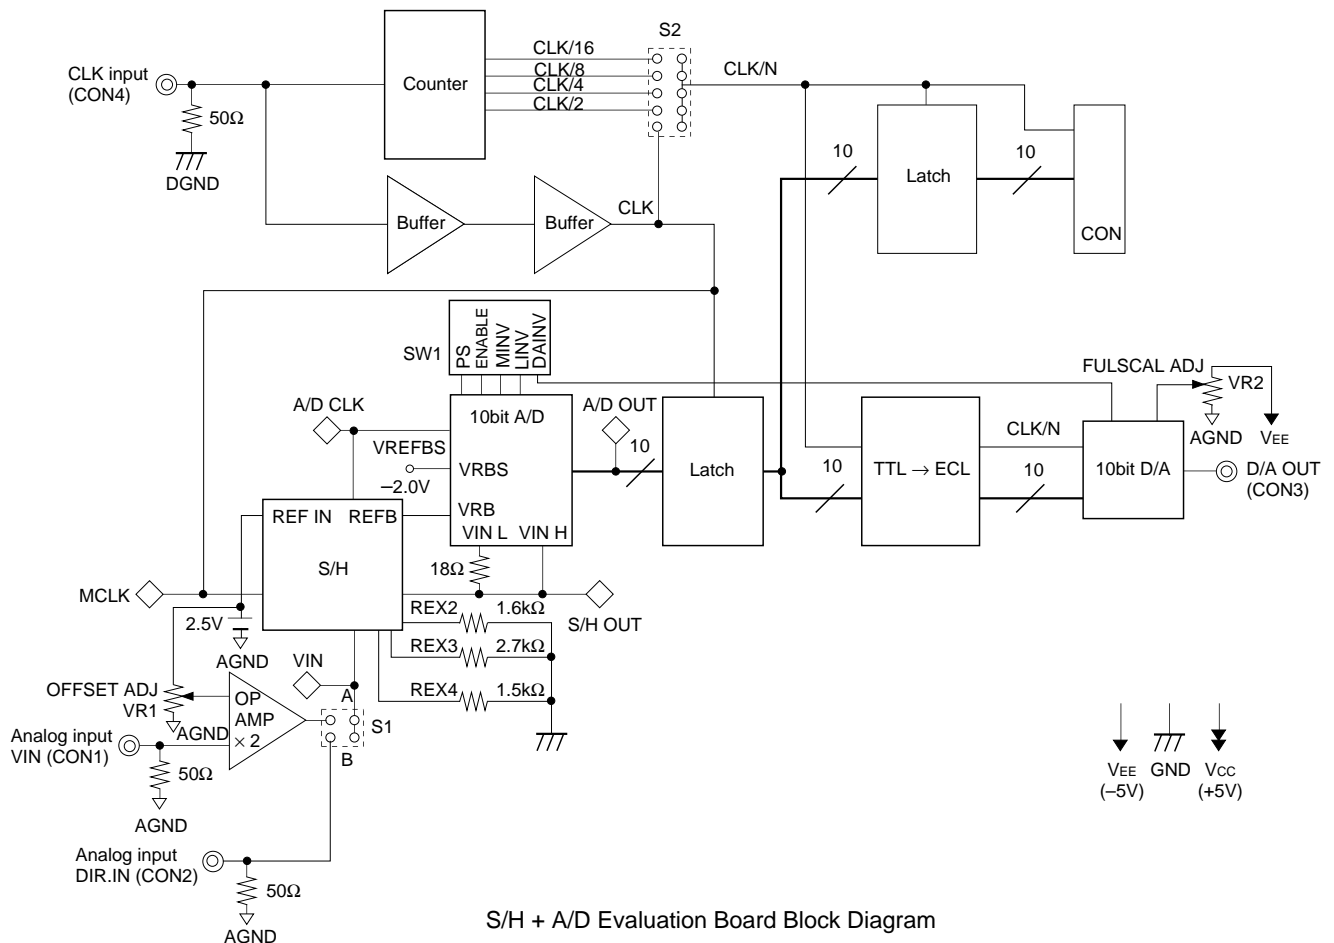 S2
CLK/16
CLK/8
CLK/4
CLK/2
CLK/N
CLK input
(CON4)
Counter
50Ω
DGND
10
10
Latch
CON
Buffer
Buffer
CLK
SW1
PS
ENABLE
MINV
LINV
DAINV
FULSCAL ADJ
VR2
AGND
VEE
A/D CLK
10bit A/D
A/D OUT
VREFBS
–2.0V
VRBS
VRB
VIN L
VIN H
10
Latch
10
TTL → ECL
CLK/N
10
10bit D/A
D/A OUT
(CON3)
REF IN
REFB
S/H
18Ω
MCLK
S/H OUT
2.5V
AGND
REX2
1.6kΩ
REX3
2.7kΩ
REX4
1.5kΩ
VIN
A
S1
B
OFFSET ADJ
VR1
AGND
OP
AMP
× 2
Analog input
VIN (CON1)
50Ω
AGND
Analog input
DIR.IN (CON2)
50Ω
AGND
VEE
(–5V)
GND
VCC
(+5V)
S/H + A/D Evaluation Board Block Diagram